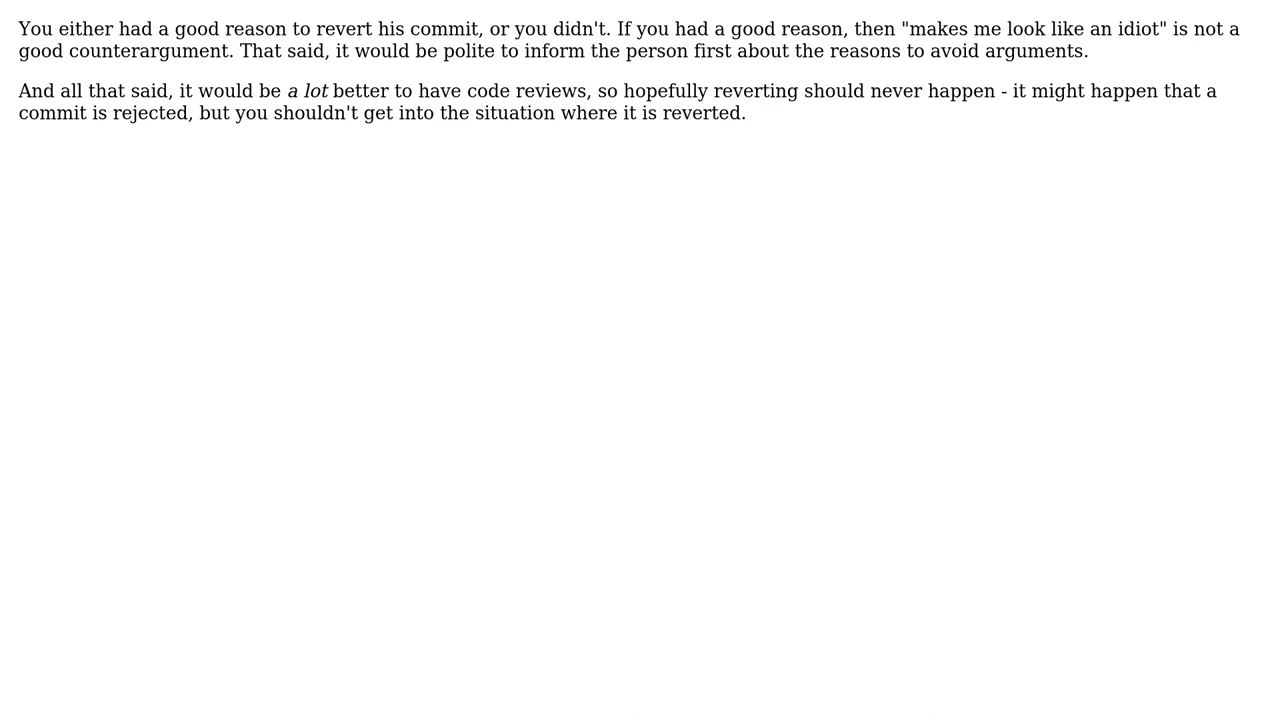 You either had a good reason to revert his commit, or you didn't. If you had a good reason, then "makes me look like an idiot" is not a
good counterargument. That said, it would be polite to inform the person first about the reasons to avoid arguments.
And all that said, it would be a lot better to have code reviews, so hopefully reverting should never happen - it might happen that a
commit is rejected, but you shouldn't get into the situation where it is reverted.